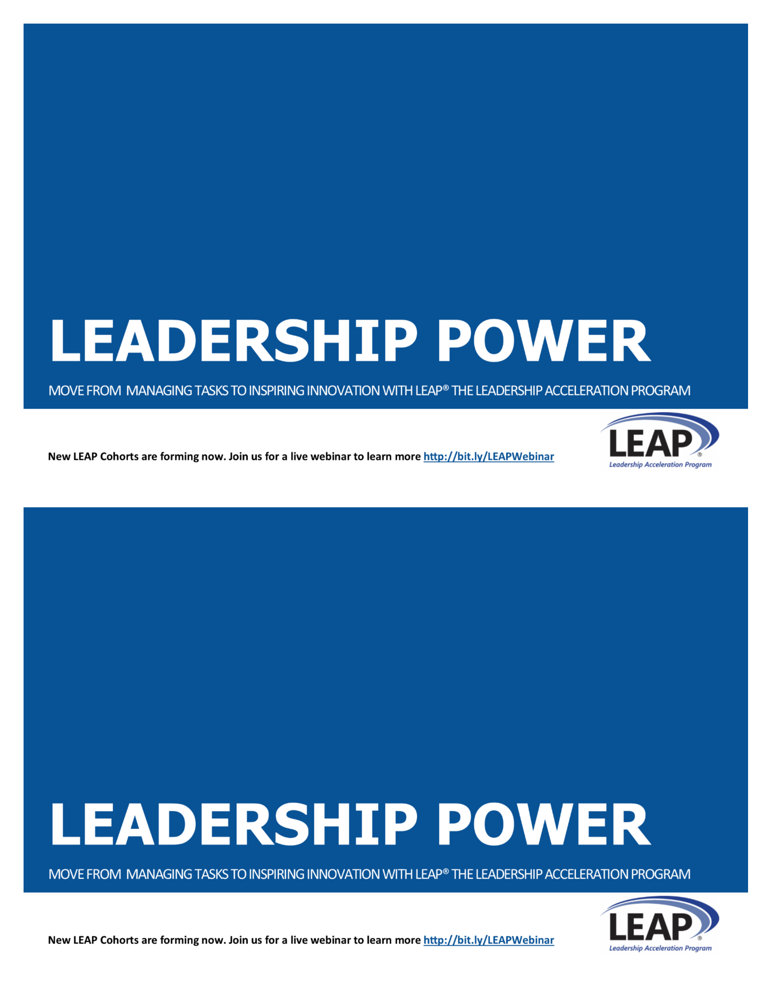 LEADERSHIP POWER
MOVE FROM MANAGING TASKS TO INSPIRING INNOVATION WITH LEAP® THE LEADERSHIP ACCELERATION PROGRAM
New LEAP Cohorts are forming now. Join us for a live webinar to learn more http://bit.ly/LEAPWebinar
LEAP®
Leadership Acceleration Program
LEADERSHIP POWER
MOVE FROM MANAGING TASKS TO INSPIRING INNOVATION WITH LEAP® THE LEADERSHIP ACCELERATION PROGRAM
New LEAP Cohorts are forming now. Join us for a live webinar to learn more http://bit.ly/LEAPWebinar
LEAP®
Leadership Acceleration Program